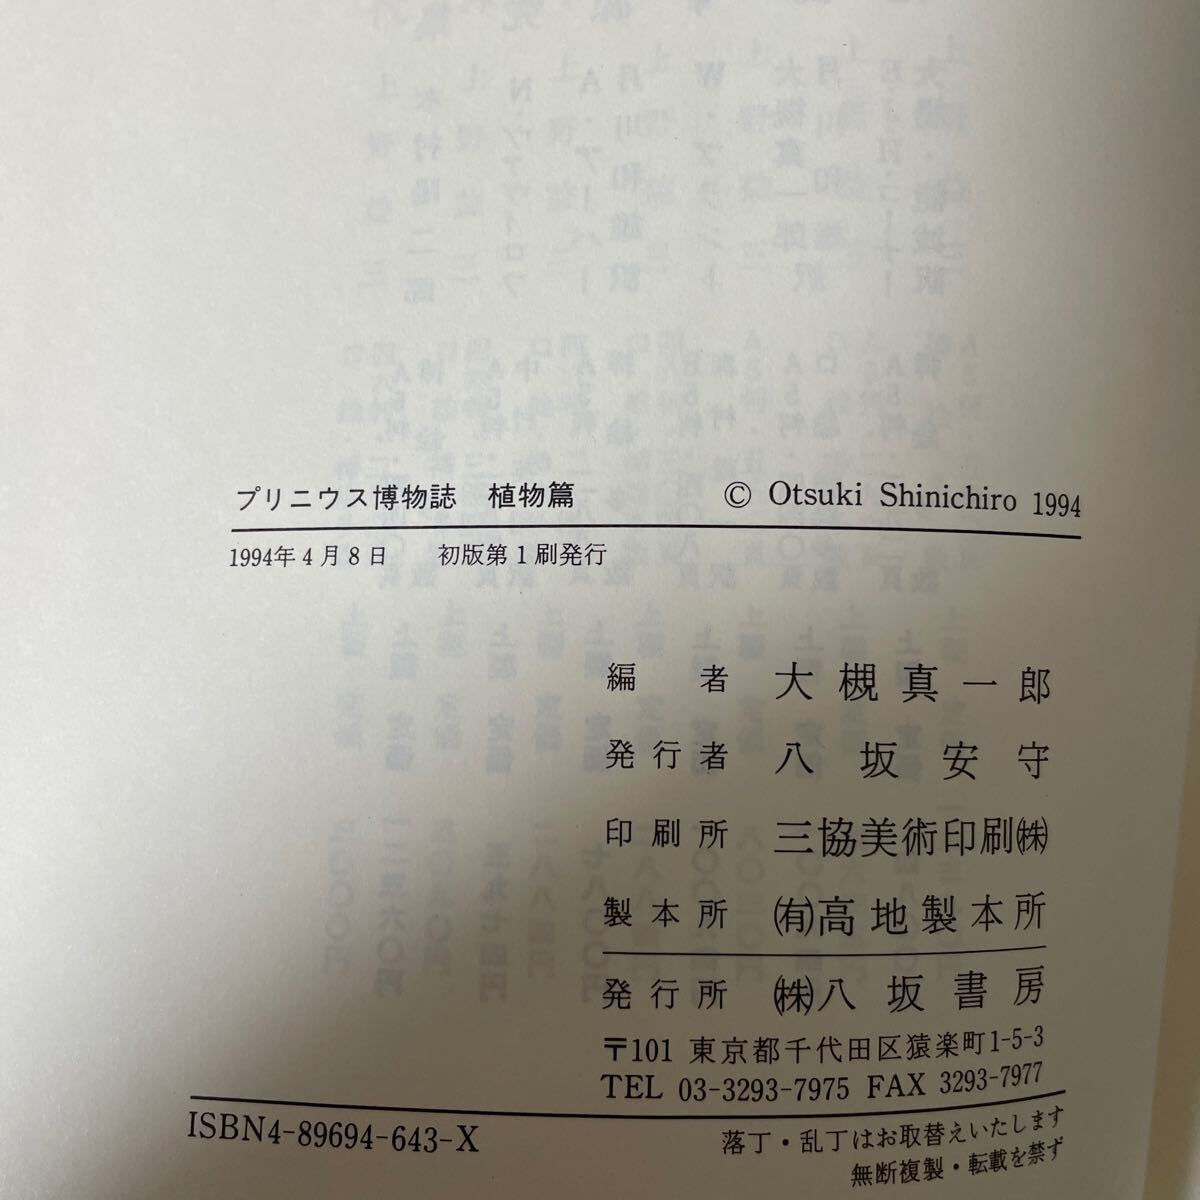 プリニウス博物誌　植物篇　© Otsuki Shinichiro 1994
1994年4月8日　初版第1刷発行
編者　大槻真一郎
発行者　八坂安守
印刷所　三協美術印刷㈱
製本所　㈲高地製本所
発行所　㈱八坂書房
〒101 東京都千代田区猿楽町1-5-3
TEL 03-3293-7975 FAX 3293-7977
ISBN4-89694-643-X
落丁・乱丁はお取替えいたします
無断複製・転載を禁ず